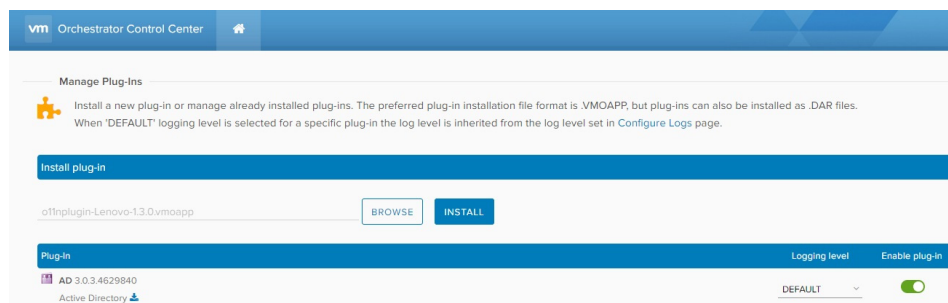 vm Orchestrator Control Center
Manage Plug-Ins
Install a new plug-in or manage already installed plug-ins. The preferred plug-in installation file format is .VMOAPP, but plug-ins can also be installed as .DAR files.
When 'DEFAULT' logging level is selected for a specific plug-in the log level is inherited from the log level set in Configure Logs page.
Install plug-in
o11nplugin-Lenovo-1.3.0.vmoapp BROWSE INSTALL
Plug-In Logging level Enable plug-in
AD 3.0.3.4629840
Active Directory DEFAULT